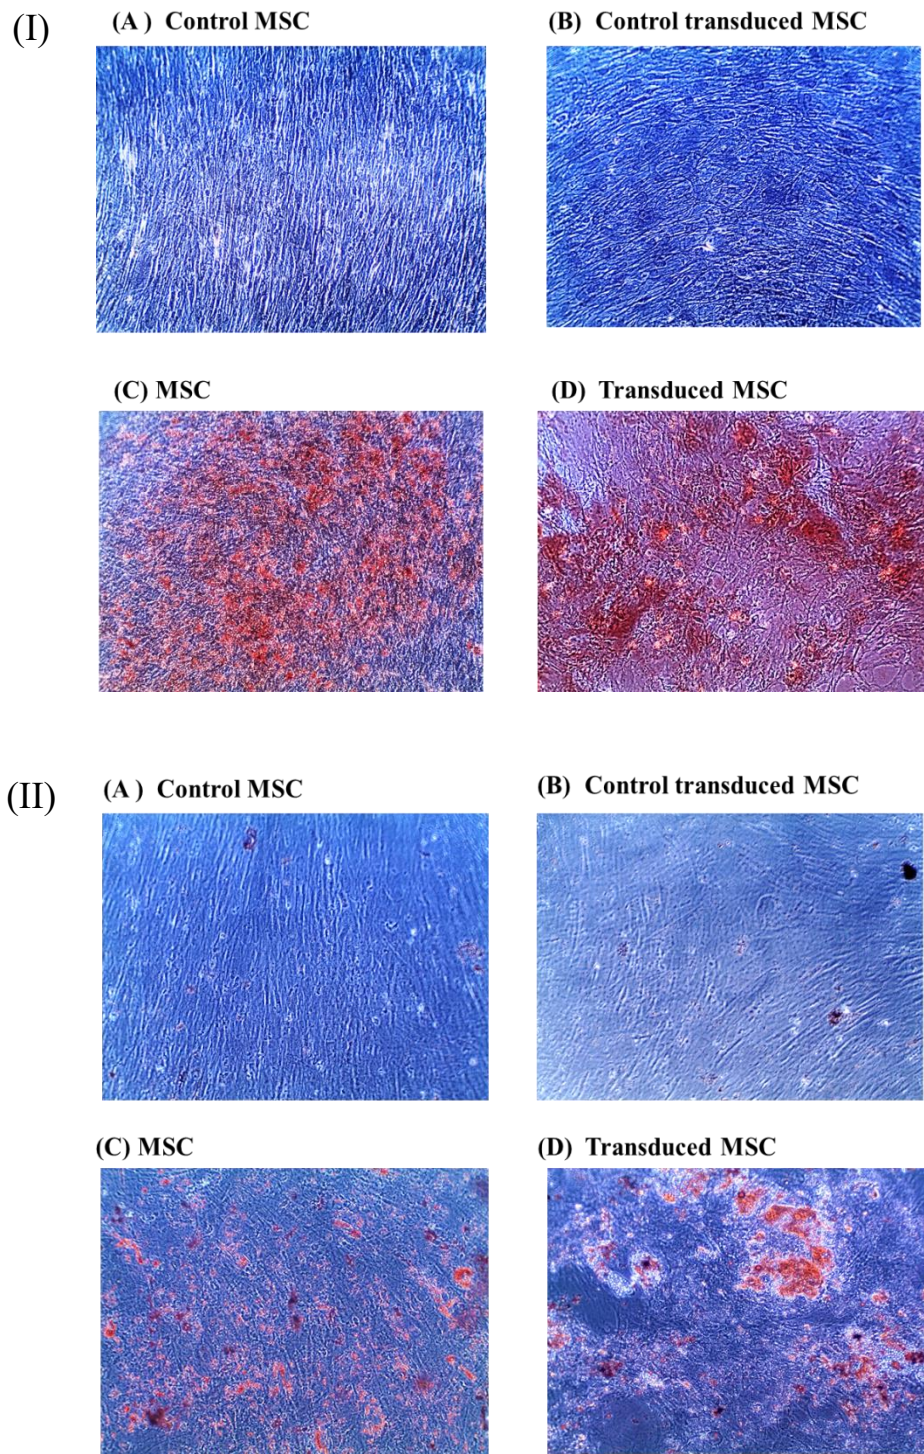 (I)
(A ) Control MSC
(B) Control transduced MSC
(C) MSC
(D) Transduced MSC
(II)
(A ) Control MSC
(B) Control transduced MSC
(C) MSC
(D) Transduced MSC